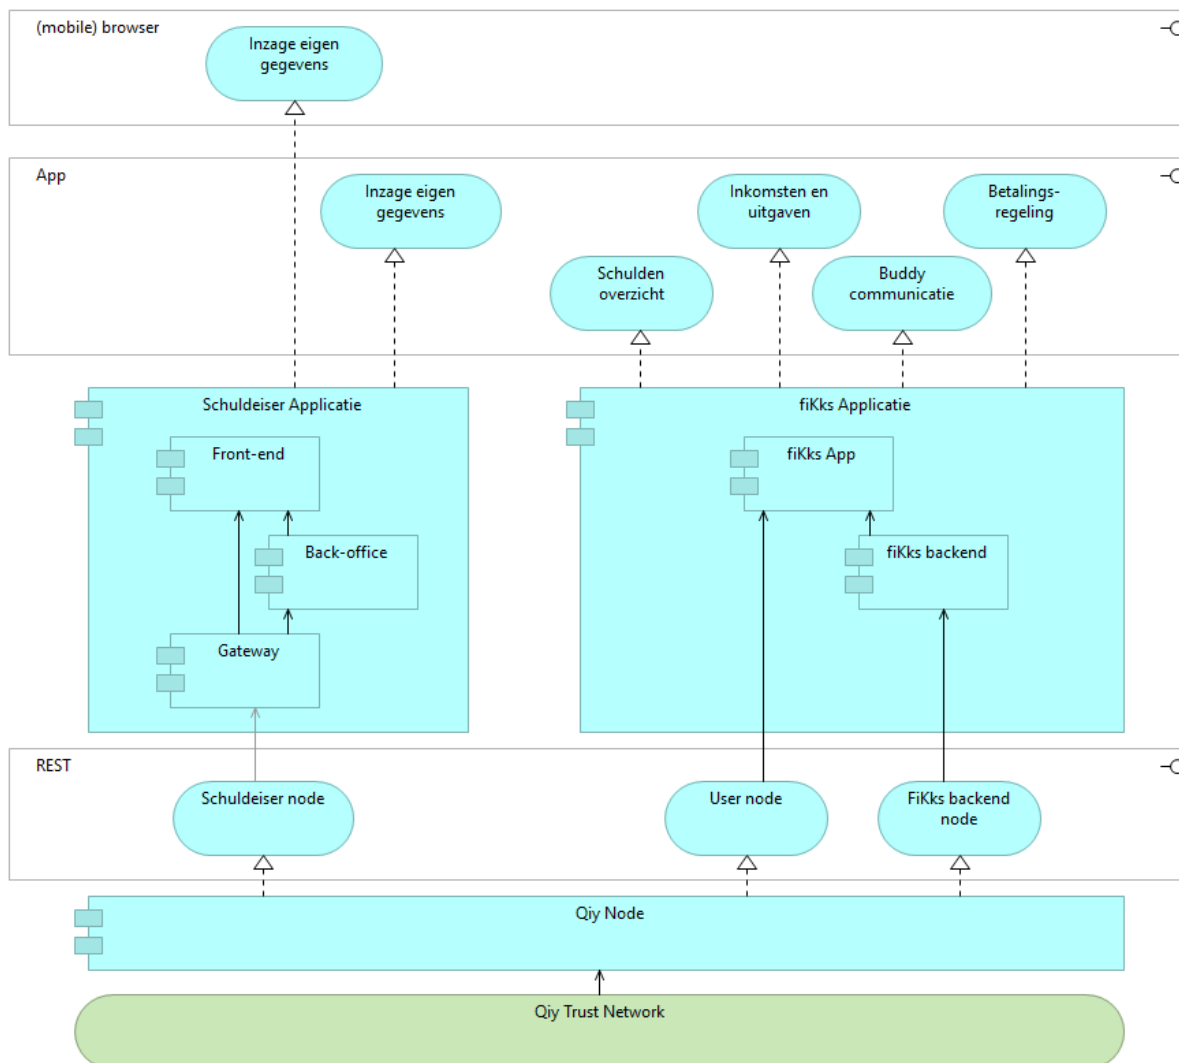 (mobile) browser
Inzage eigen
gegevens
App
Inzage eigen
gegevens
Inkomsten en
uitgaven
Betalings-
regeling
Schulden
overzicht
Buddy
communicatie
Schuldeiser Applicatie
Front-end
Back-office
Gateway
fiKks Applicatie
fiKks App
fiKks backend
REST
Schuldeiser node
User node
FiKks backend
node
Qiy Node
Qiy Trust Network